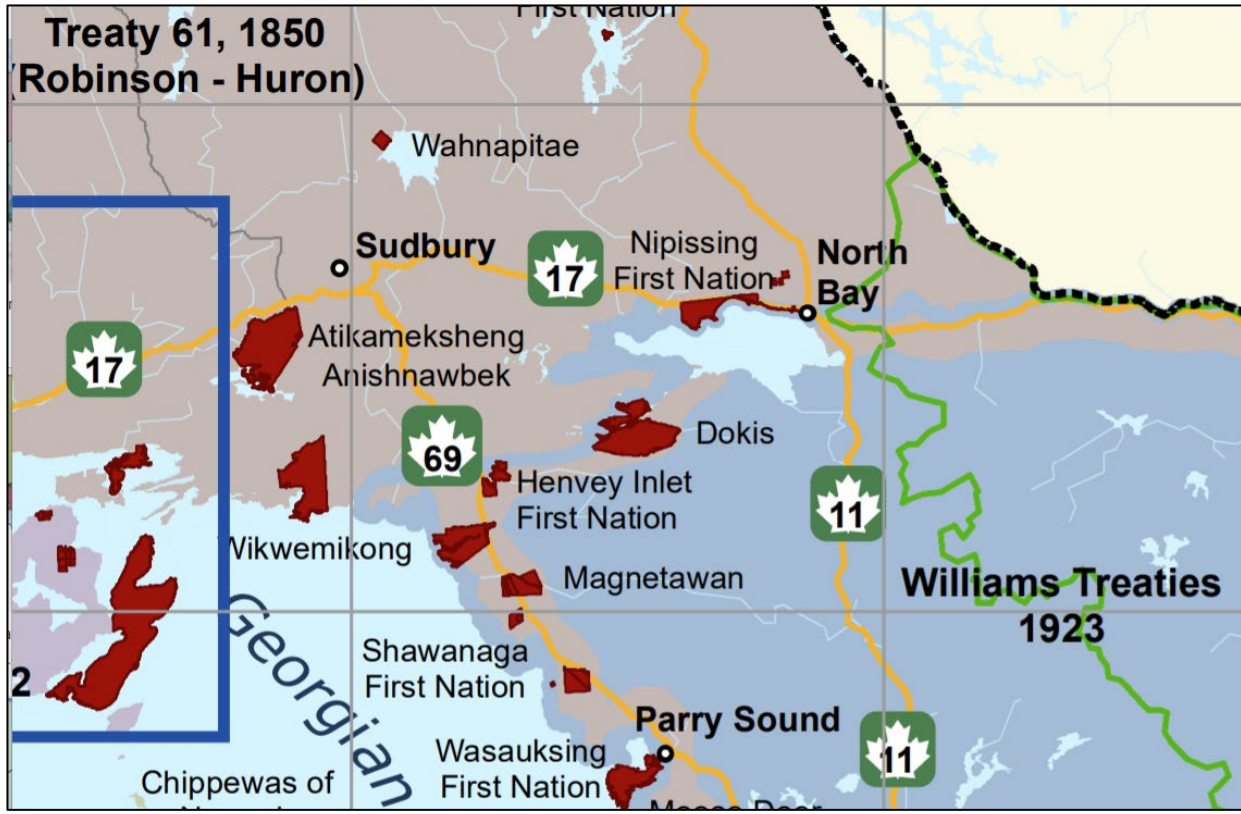 First Nation
Treaty 61, 1850
(Robinson - Huron)
Wahnapitae
Sudbury
17
Nipissing
First Nation
North
Bay
17
Atikameksheng
Anishnawbek
69
Dokis
Henvey Inlet
First Nation
11
Wikwemikong
Magnetawan
Williams Treaties
1923
Georgian
Shawanaga
First Nation
2
Parry Sound
Wasauksing
First Nation
11
Chippewas of